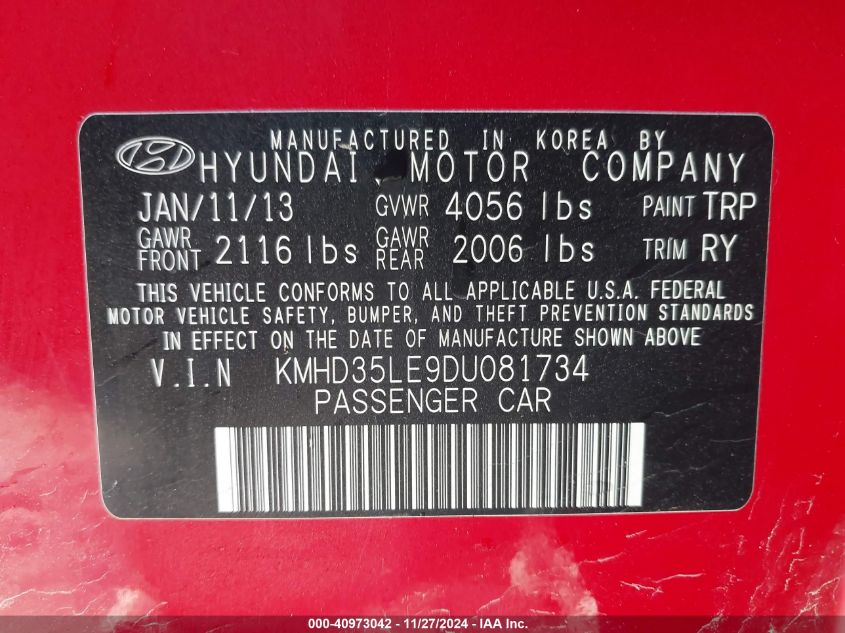 MANUFACTURED IN KOREA BY
HYUNDAI MOTOR COMPANY
JAN/11/13 GVWR 4056 lbs PAINT TRP
GAWR FRONT 2116 lbs GAWR REAR 2006 lbs TRIM RY
THIS VEHICLE CONFORMS TO ALL APPLICABLE U.S.A. FEDERAL
MOTOR VEHICLE SAFETY, BUMPER, AND THEFT PREVENTION STANDARDS
IN EFFECT ON THE DATE OF MANUFACTURE SHOWN ABOVE
V.I.N KMHD35LE9DU081734
PASSENGER CAR
000-40973042 - 11/27/2024 - Copyright © IAA, Inc.